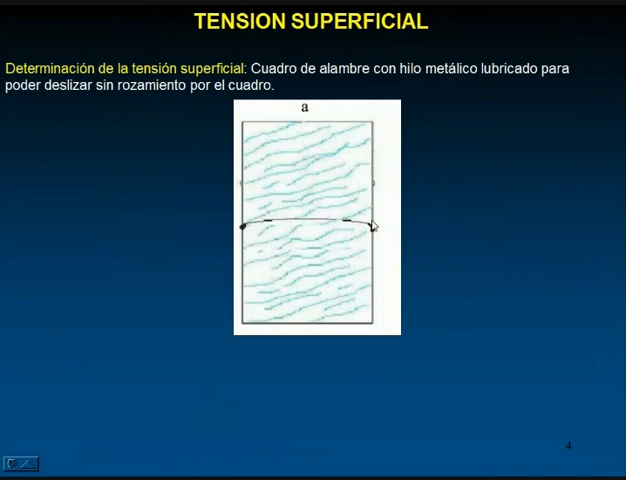 TENSION SUPERFICIAL
Determinación de la tensión superficial: Cuadro de alambre con hilo metálico lubricado para
poder deslizar sin rozamiento por el cuadro.
a
4